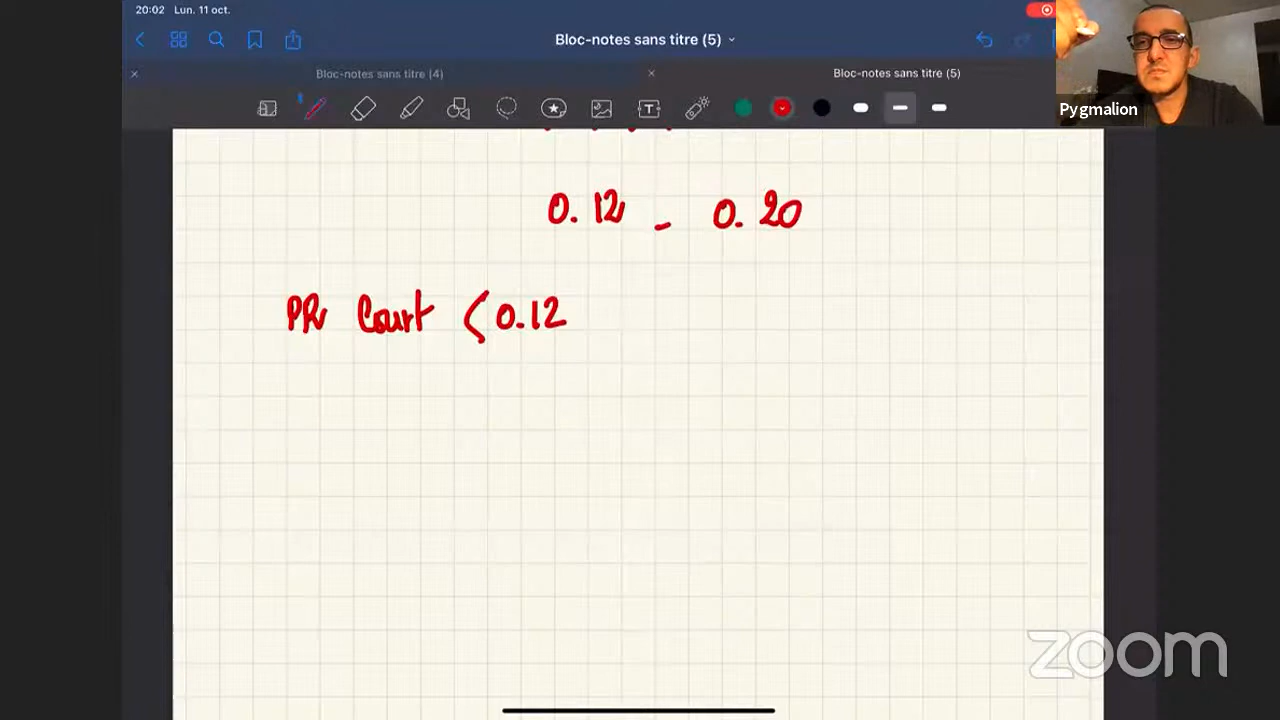 20:02 Lun. 11 oct.
Bloc-notes sans titre (5)
Bloc-notes sans titre (4)
Bloc-notes sans titre (5)
Pygmalion
0.12 - 0.20
PR Court < 0.12
zoom